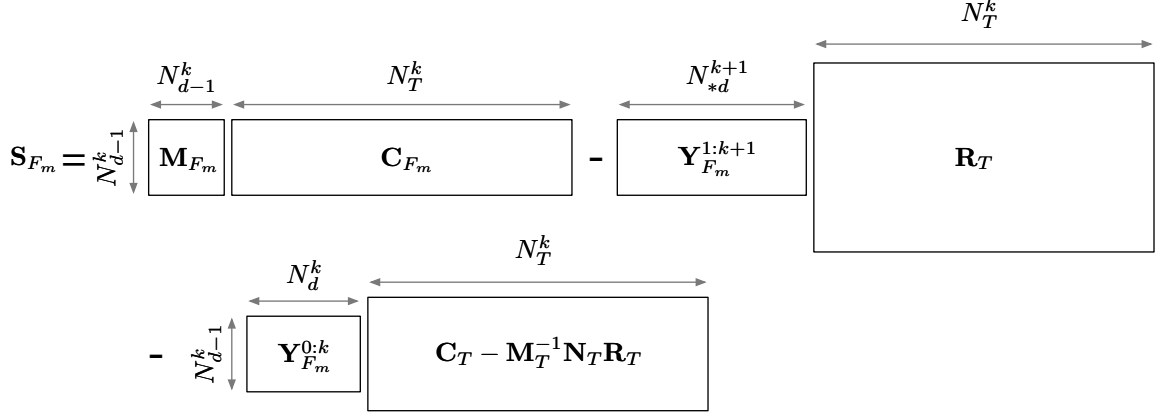 N_T^k
N_{d-1}^k N_T^k N_{*d}^{k+1}
S_{F_m} = N_{d-1}^k M_{F_m} C_{F_m} - Y_{F_m}^{1:k+1} R_T
N_T^k
N_d^k
- N_{d-1}^k Y_{F_m}^{0:k} C_T − M_T^{-1} N_T R_T